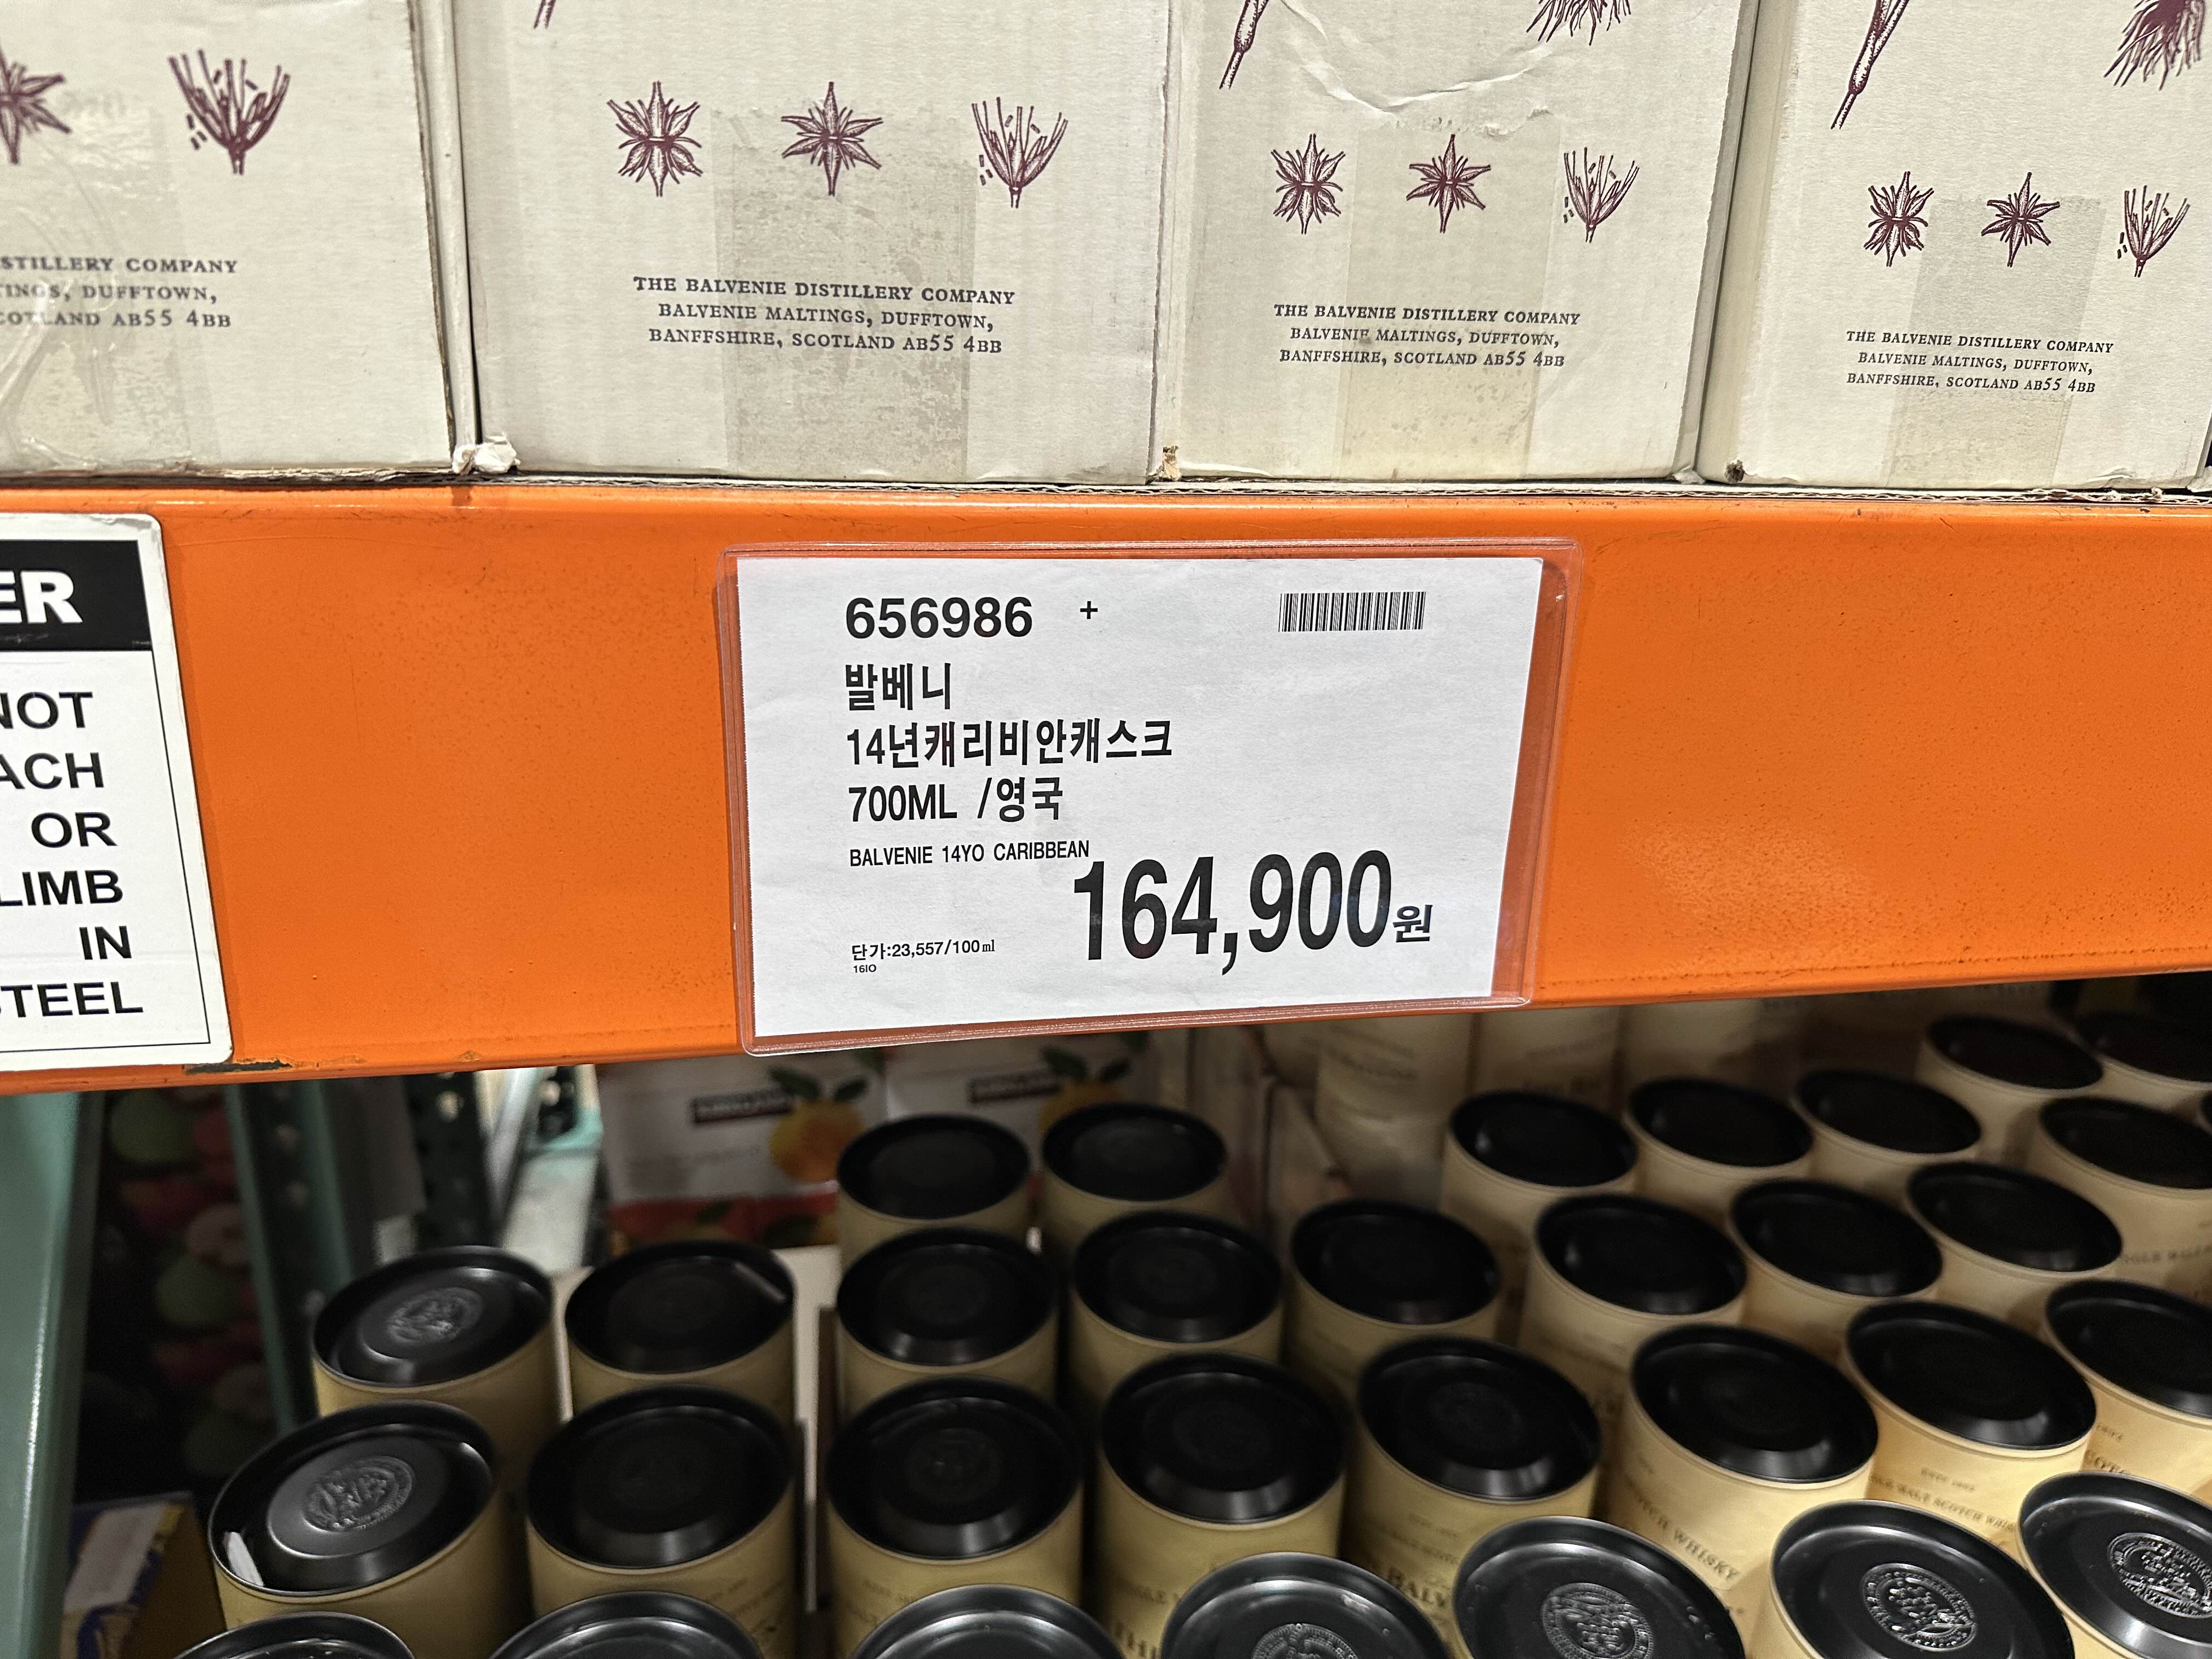 STILLERY COMPANY
TINGS, DUFFTOWN,
COTLAND AB55 4BB
THE BALVENIE DISTILLERY COMPANY
BALVENIE MALTINGS, DUFFTOWN,
BANFFSHIRE, SCOTLAND AB55 4BB
THE BALVENIE DISTILLERY COMPANY
BALVENIE MALTINGS, DUFFTOWN,
BANFFSHIRE, SCOTLAND AB55 4BB
THE BALVENIE DISTILLERY COMPANY
BALVENIE MALTINGS, DUFFTOWN,
BANFFSHIRE, SCOTLAND AB55 4BB
ER
NOT
ACH
OR
LIMB
IN
STEEL
656986 +
발베니
14년캐리비안캐스크
700ML /영국
BALVENIE 14YO CARIBBEAN
164,900원
단가:23,557/100㎖
16IO